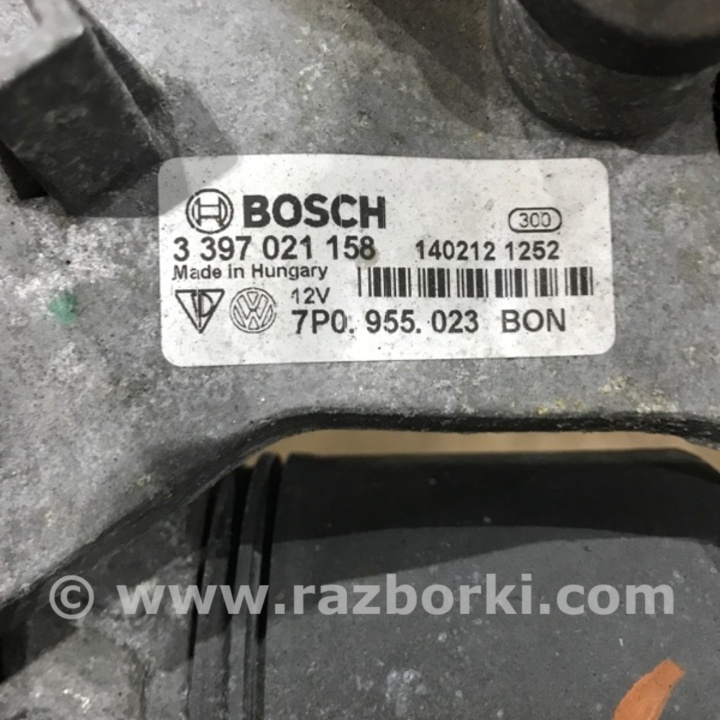 BOSCH 300
3 397 021 158 140212 1252
Made in Hungary
12V
7P0. 955. 023 BON
© www.razborki.com